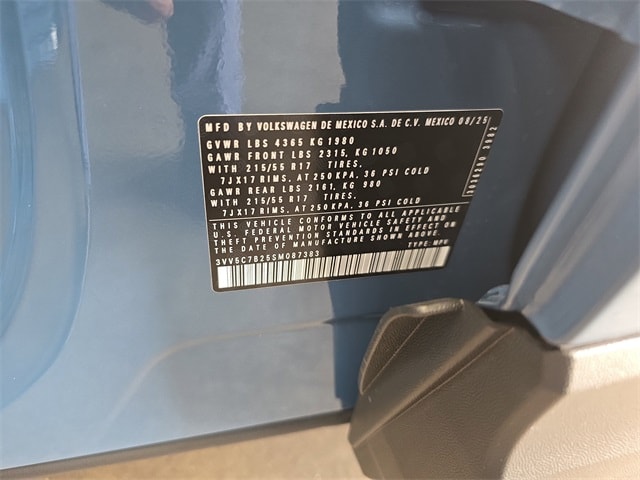 MFD BY VOLKSWAGEN DE MEXICO S.A. DE C.V. MEXICO 08/25
GVWR LBS 4365 KG 1980
GAWR FRONT LBS 2315, KG 1050
WITH 215/55 R17 TIRES.
7JX17 RIMS, AT 250 KPA, 36 PSI COLD
GAWR REAR LBS 2161, KG 980
WITH 215/55 R17 TIRES.
7JX17 RIMS, AT 250 KPA, 36 PSI COLD
THIS VEHICLE CONFORMS TO ALL APPLICABLE
U.S. FEDERAL MOTOR VEHICLE SAFETY AND
THEFT PREVENTION STANDARDS IN EFFECT ON
THE DATE OF MANUFACTURE SHOWN ABOVE.
3VV6C7B25SM087383 TYPE: MPV